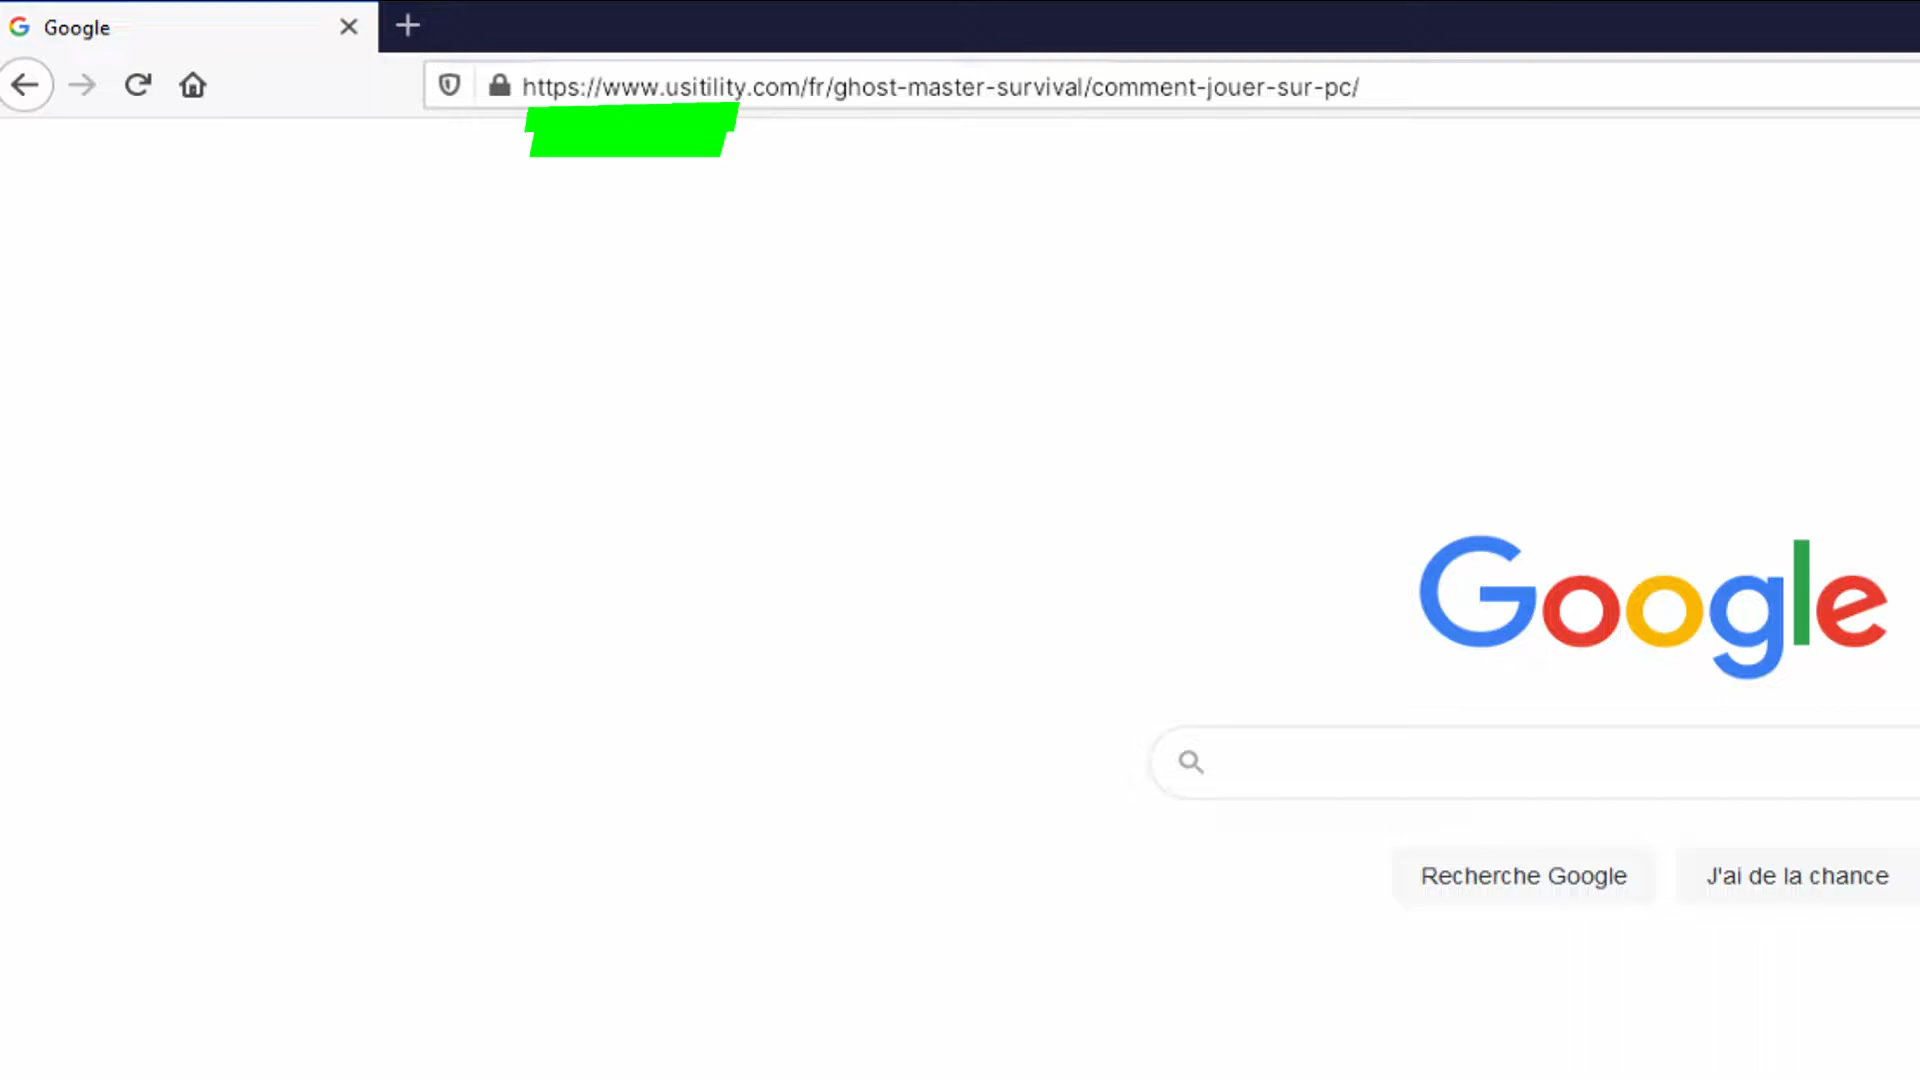 Google
https://www.usitility.com/fr/ghost-master-survival/comment-jouer-sur-pc/
Google
Recherche Google
J'ai de la chance